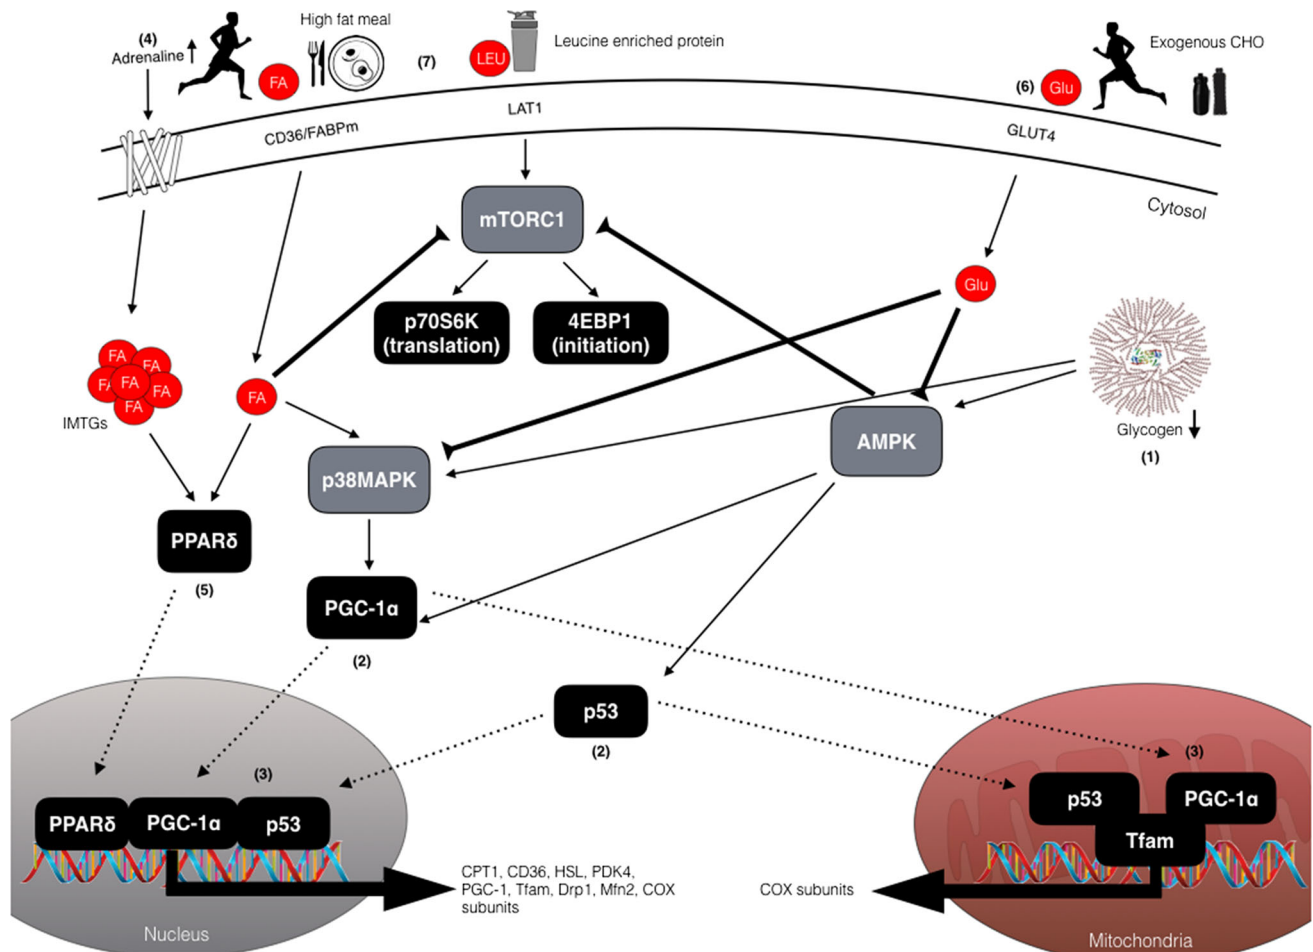 (4)
Adrenaline
High fat meal
FA
(7)
LEU
Leucine enriched protein
(6)
Glu
Exogenous CHO
CD36/FABPm
LAT1
GLUT4
Cytosol
mTORC1
Glu
p70S6K
(translation)
4EBP1
(initiation)
FA
FA
FA
FA
FA
FA
IMTGs
FA
Glycogen
(1)
AMPK
p38MAPK
PPARδ
(5)
PGC-1α
(2)
p53
(2)
(3)
(3)
PPARδ
PGC-1α
p53
p53
PGC-1α
Tfam
CPT1, CD36, HSL, PDK4,
PGC-1, Tfam, Drp1, Mfn2, COX
subunits
COX subunits
Nucleus
Mitochondria